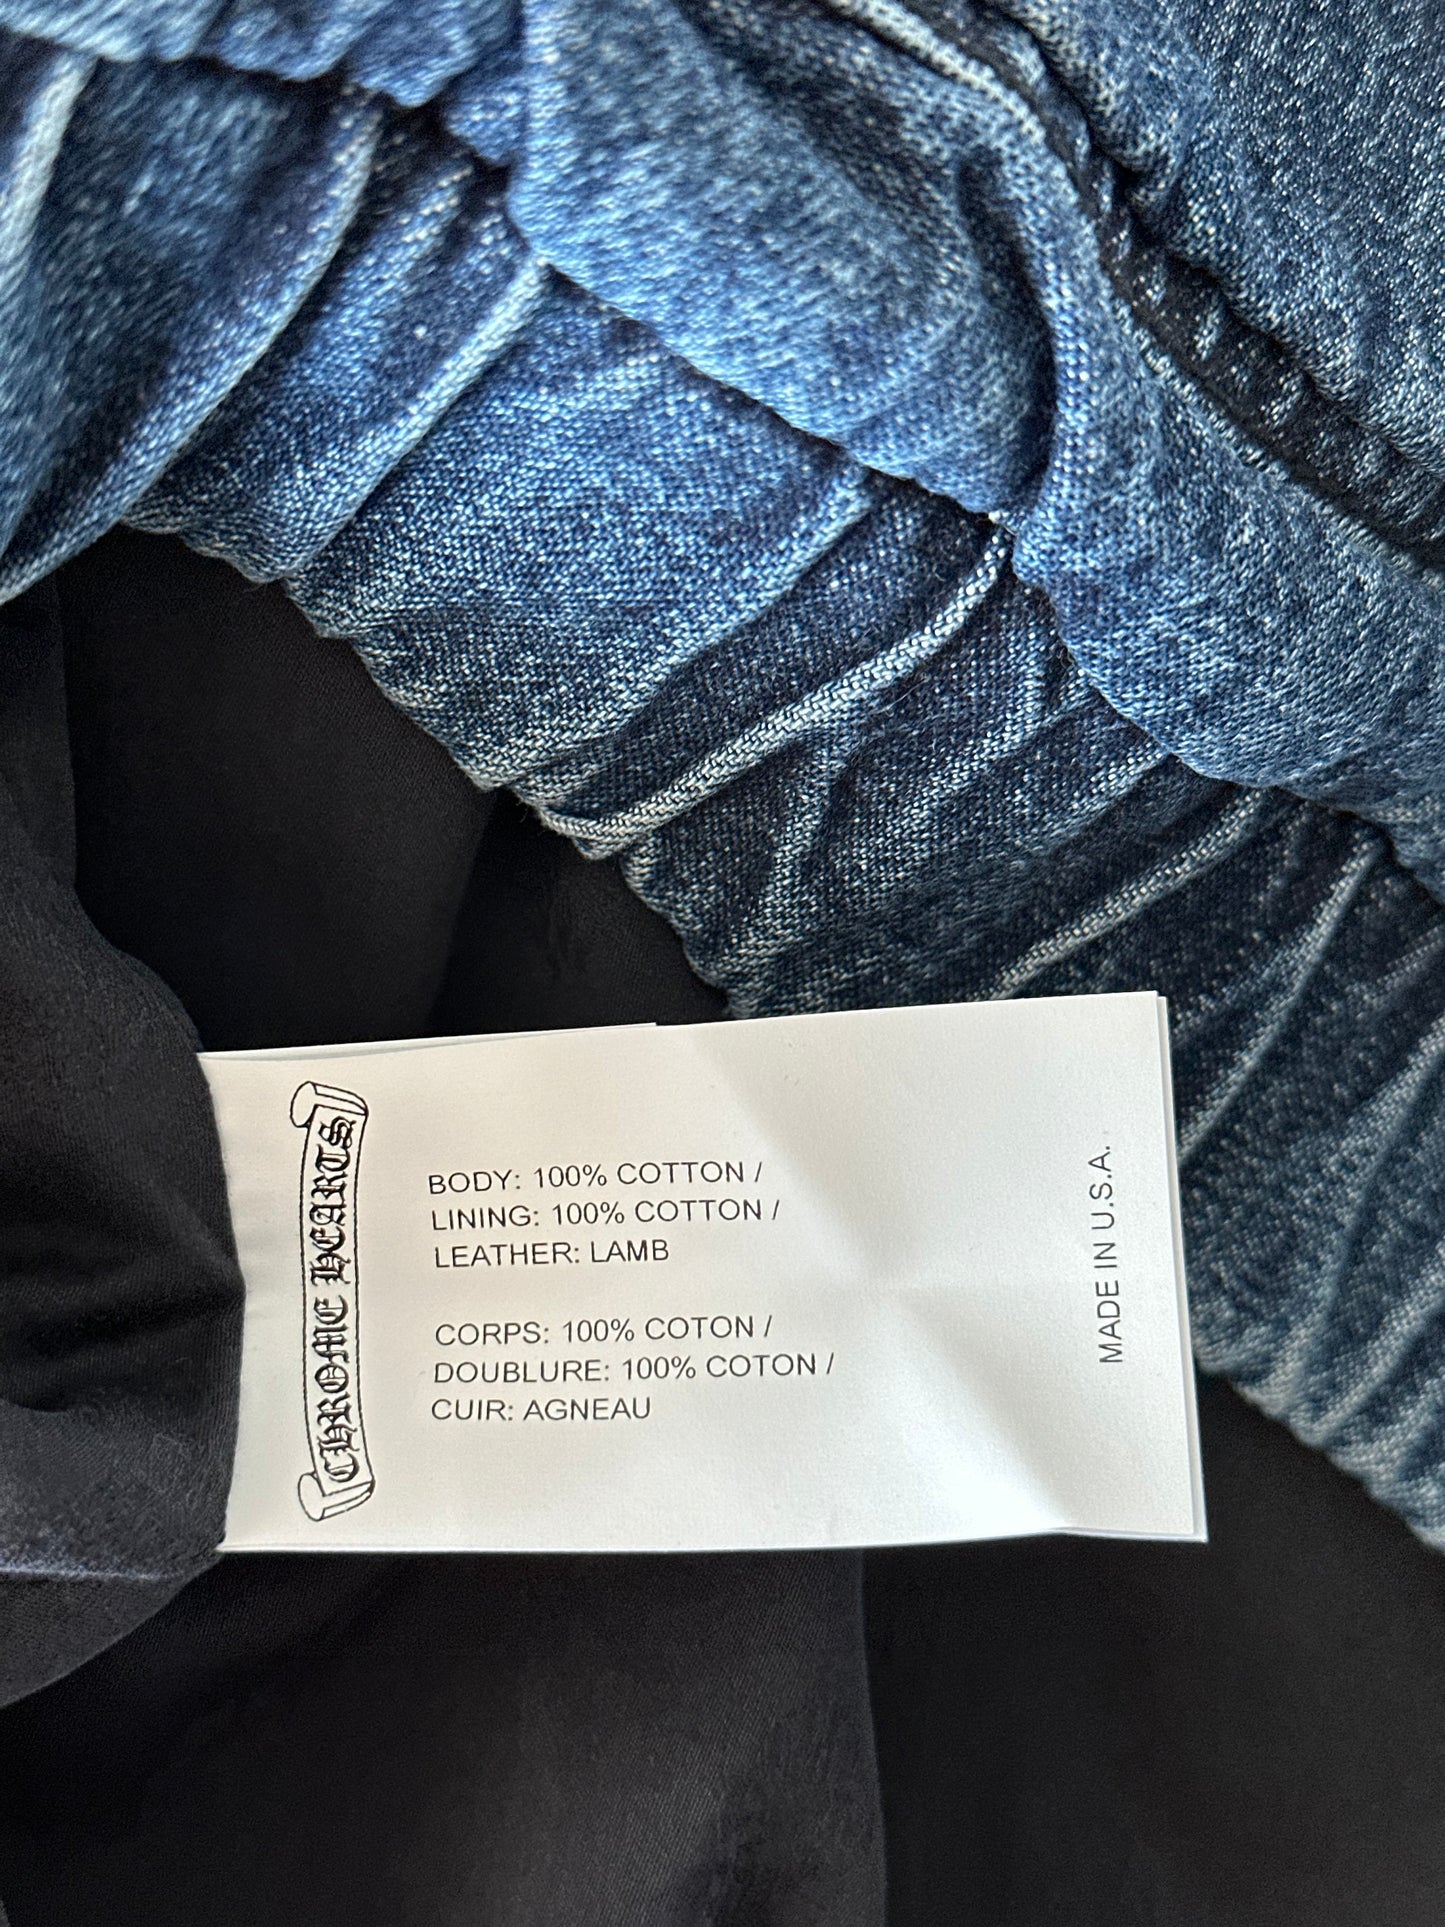 CHROME HEARTS
BODY: 100% COTTON /
LINING: 100% COTTON /
LEATHER: LAMB
CORPS: 100% COTON /
DOUBLURE: 100% COTON /
CUIR: AGNEAU
MADE IN U.S.A.